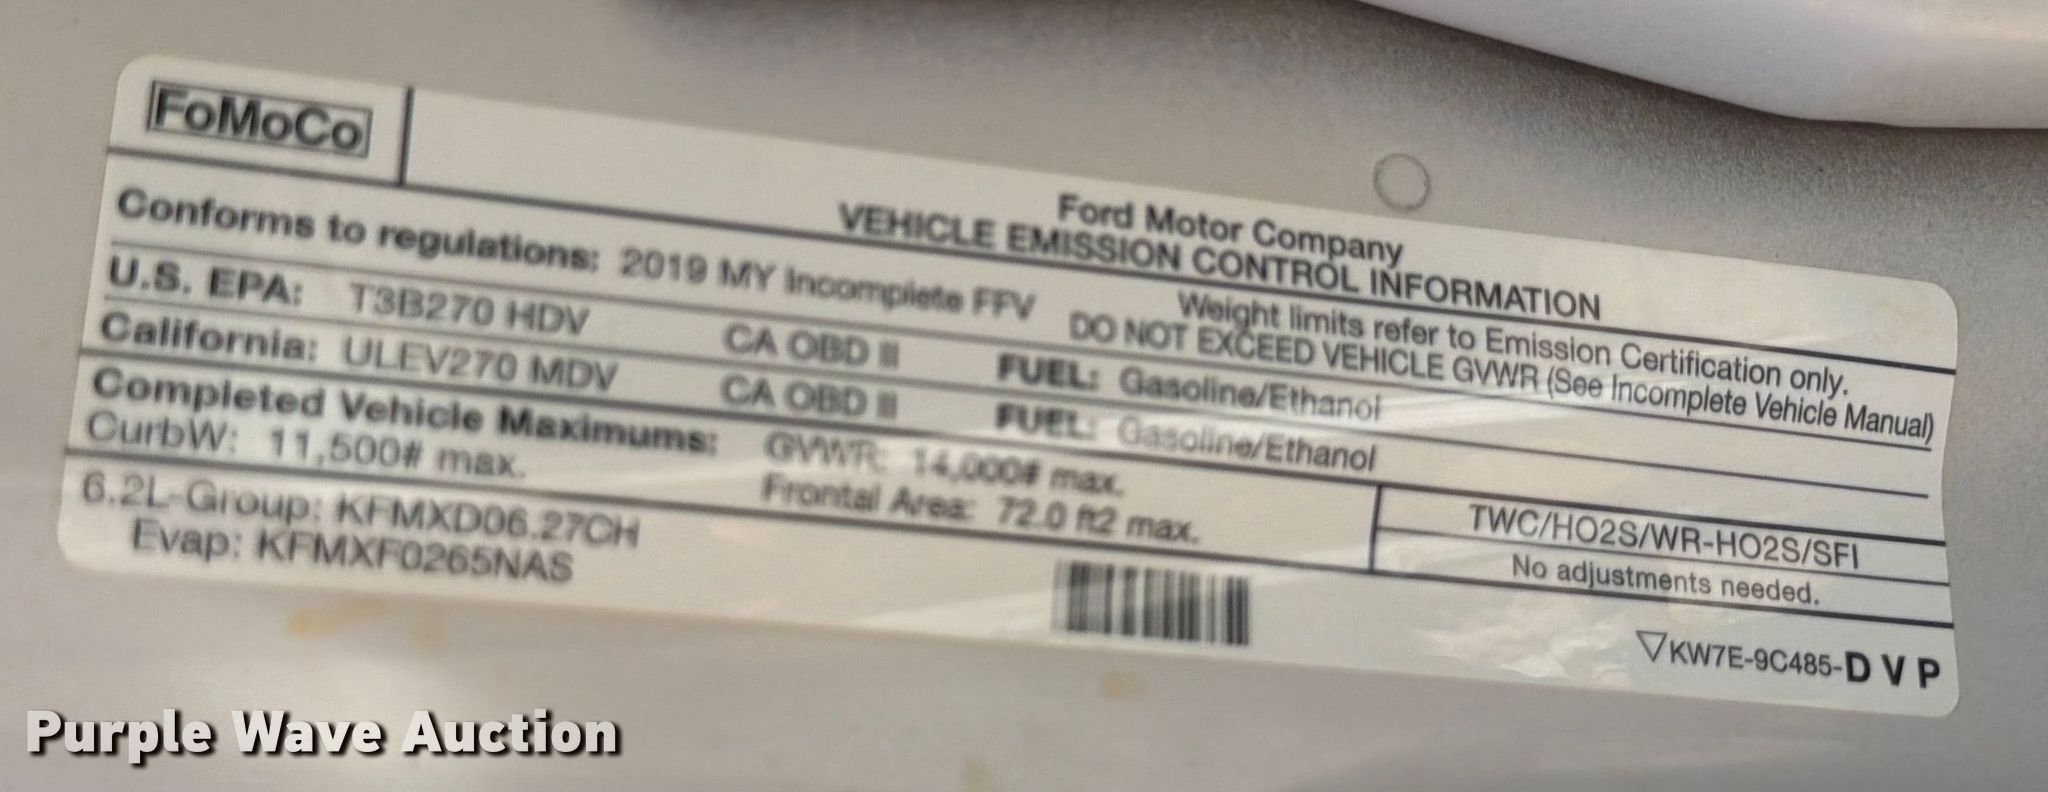 FoMoCo
Ford Motor Company
VEHICLE EMISSION CONTROL INFORMATION
Conforms to regulations: 2019 MY Incomplete FFV
Weight limits refer to Emission Certification only.
DO NOT EXCEED VEHICLE GVWR (See Incomplete Vehicle Manual)
U.S. EPA: T3B270 HDV CA OBD II FUEL: Gasoline/Ethanol
California: ULEV270 MDV CA OBD II FUEL: Gasoline/Ethanol
Completed Vehicle Maximums: GVWR: 14,000# max.
CurbW: 11,500# max. Frontal Area: 72.0 ft2 max.
TWC/HO2S/WR-HO2S/SFI
No adjustments needed.
6.2L-Group: KFMXD06.27CH
Evap: KFMXF0265NAS
KW7E-9C485-D V P
Purple Wave Auction